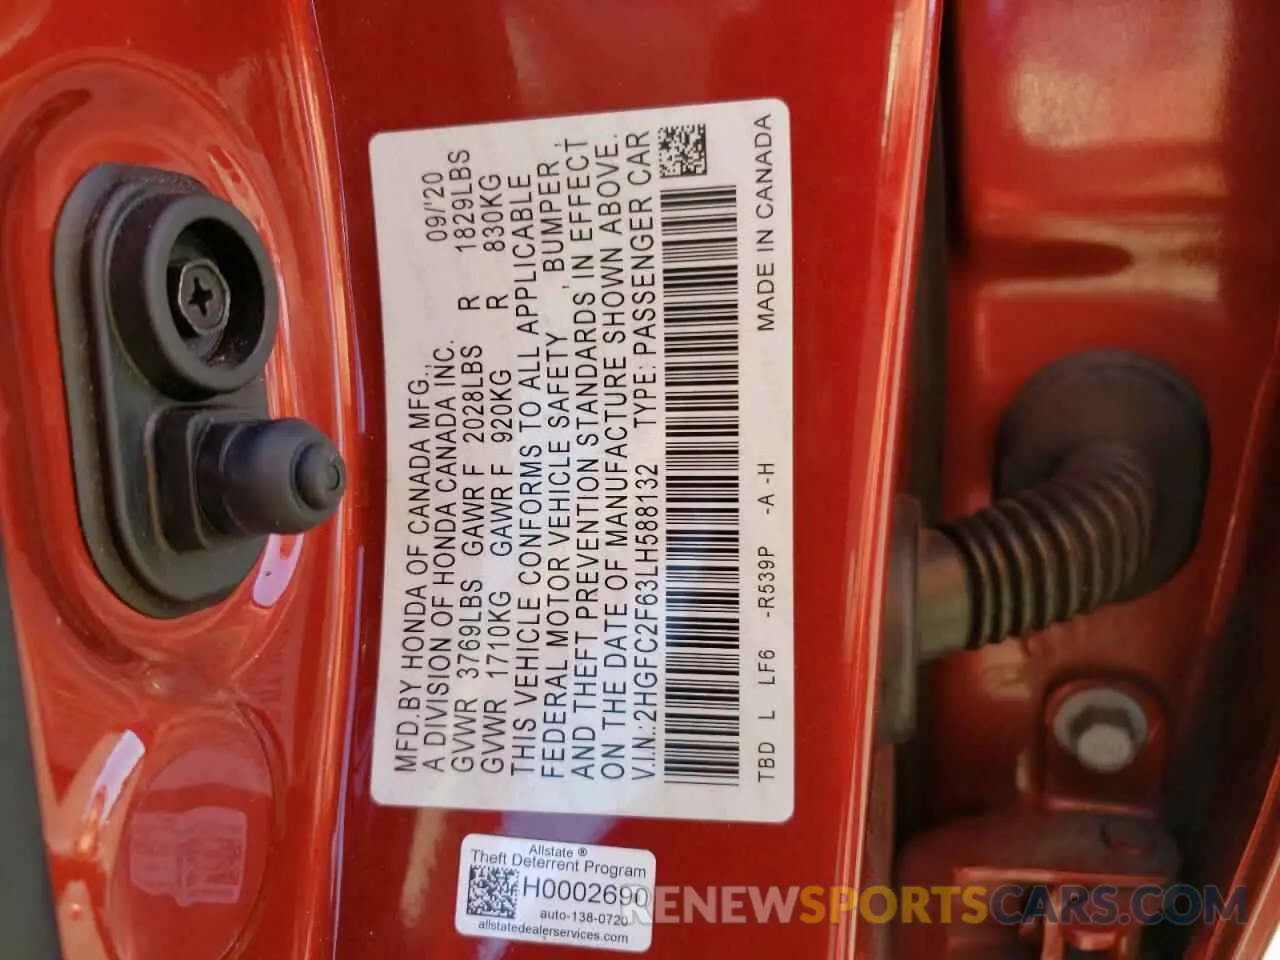 MFD.BY HONDA OF CANADA MFG.,
A DIVISION OF HONDA CANADA INC. 09/'20
GVWR 3769LBS GAWR F 2028LBS R 1829LBS
GVWR 1710KG GAWR F 920KG R 830KG
THIS VEHICLE CONFORMS TO ALL APPLICABLE
FEDERAL MOTOR VEHICLE SAFETY, BUMPER,
AND THEFT PREVENTION STANDARDS IN EFFECT
ON THE DATE OF MANUFACTURE SHOWN ABOVE.
V.I.N.:2HGFC2F63LH588132 TYPE: PASSENGER CAR
TBD L LF6 -R539P -A -H MADE IN CANADA
Allstate ®
Theft Deterrent Program
H0002690
auto-138-0720
allstatedealerservices.com
RENEWSPORTSCARS.COM